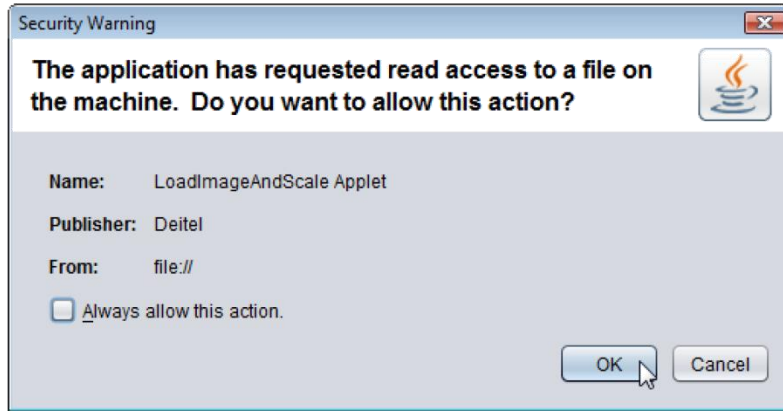 Security Warning
The application has requested read access to a file on
the machine. Do you want to allow this action?
Name: LoadImageAndScale Applet
Publisher: Deitel
From: file://
Always allow this action.
OK Cancel